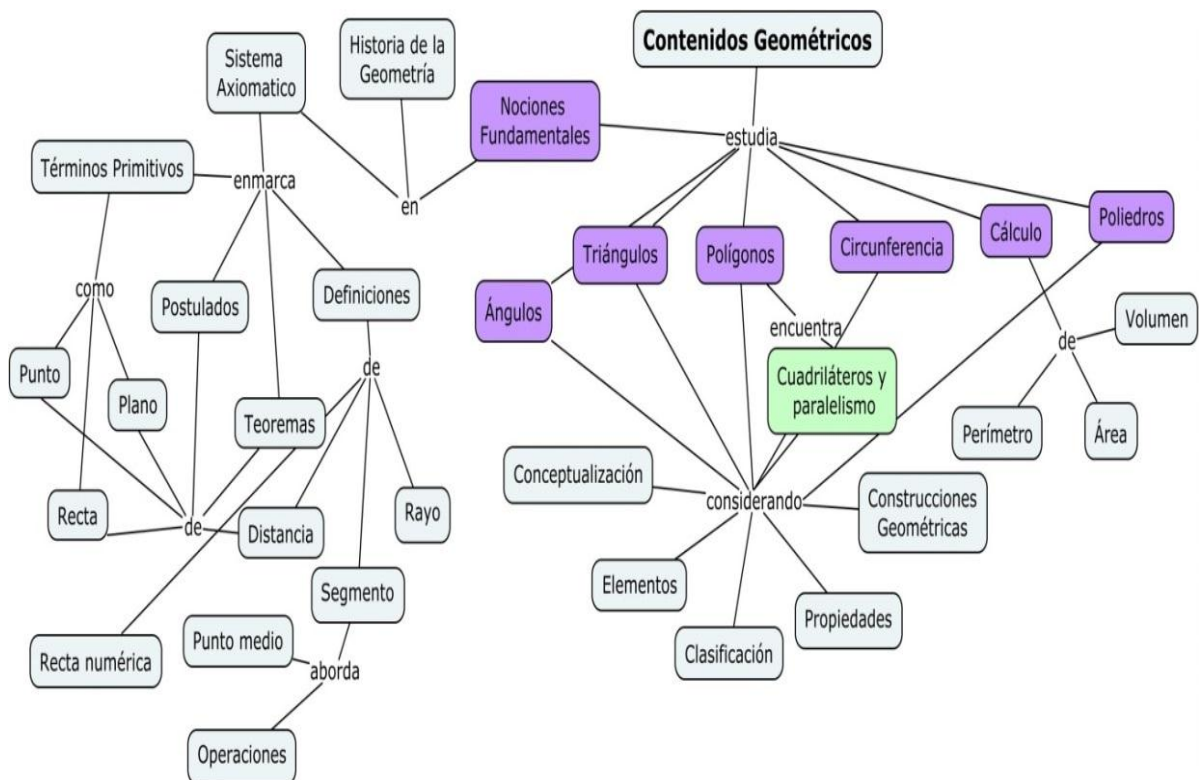 Contenidos Geométricos
Sistema
Axiomatico
Historia de la
Geometría
Nociones
Fundamentales
estudia
Términos Primitivos
enmarca
en
Triángulos
Polígonos
Circunferencia
Cálculo
Poliedros
como
Postulados
Definiciones
Ángulos
encuentra
Volumen
de
Punto
Plano
de
Teoremas
Cuadriláteros y
paralelismo
Perímetro
Área
Conceptualización
considerando
Construcciones
Geométricas
Recta
de
Distancia
Rayo
Segmento
Elementos
Propiedades
Clasificación
Recta numérica
Punto medio
aborda
Operaciones